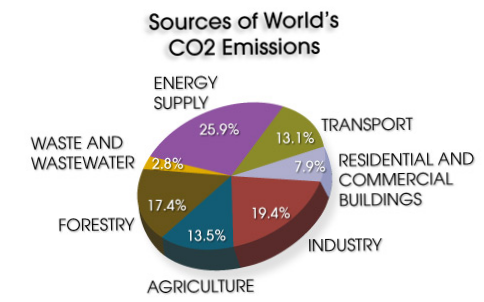 Sources of World's
CO2 Emissions
ENERGY
SUPPLY
25.9%
TRANSPORT
13.1%
WASTE AND
WASTEWATER
2.8%
7.9%
RESIDENTIAL AND
COMMERCIAL
BUILDINGS
17.4%
FORESTRY
13.5%
19.4%
INDUSTRY
AGRICULTURE